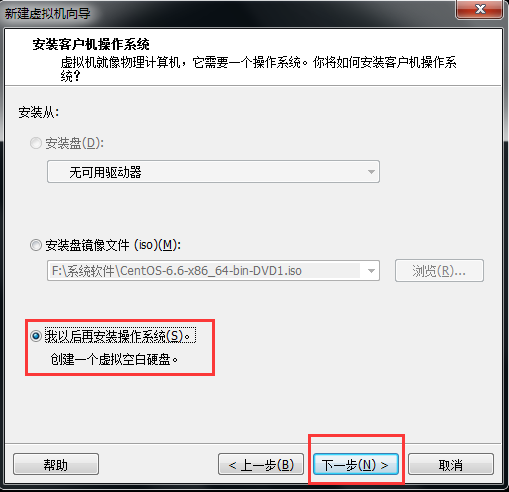 新建虚拟机向导
安装客户机操作系统
虚拟机就像物理计算机，它需要一个操作系统。你将如何安装客户机操作系
统?
安装从:
安装盘(D):
无可用驱动器
安装盘镜像文件 (iso)(M):
F:\系统软件\CentOS-6.6-x86_64-bin-DVD1.iso
浏览(R)...
我以后再安装操作系统(S)。
创建一个虚拟空白硬盘。
帮助
< 上一步(B)
下一步(N) >
取消